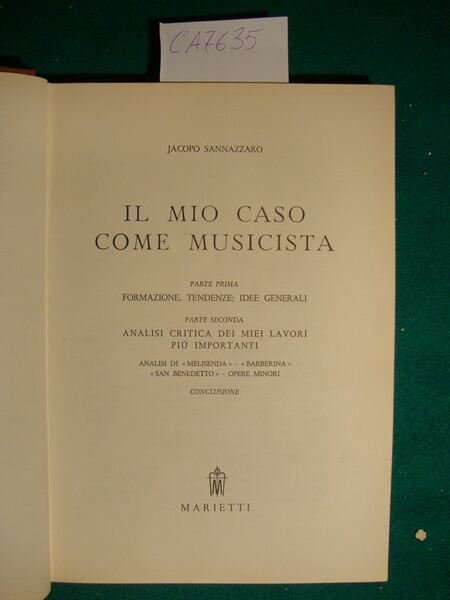 CA7635
JACOPO SANNAZZARO
IL MIO CASO
COME MUSICISTA
PARTE PRIMA
FORMAZIONE, TENDENZE; IDEE GENERALI
PARTE SECONDA
ANALISI CRITICA DEI MIEI LAVORI
PIÙ IMPORTANTI
ANALISI DI « MELISENDA » - « BARBERINA »
« SAN BENEDETTO » - OPERE MINORI
CONCLUSIONE
MARIETTI